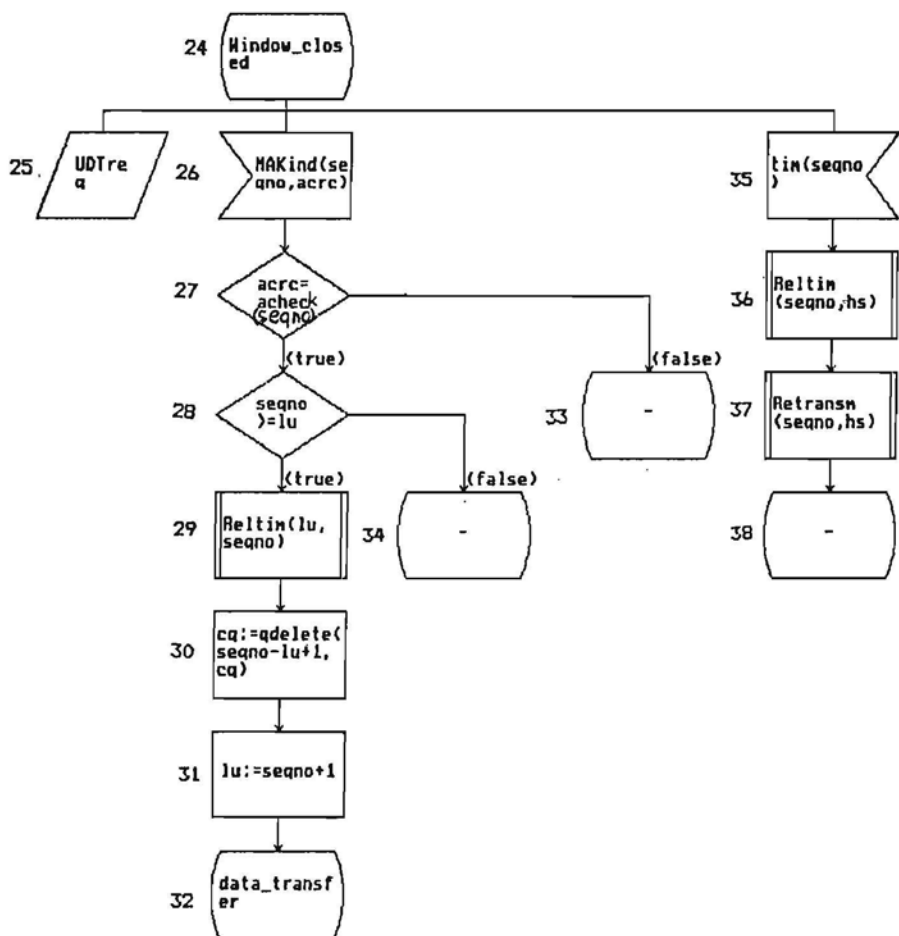 24
Window_clos
ed
25
UDTre
q
26
MAKind(se
qno,acrc)
35
tim(seqno
)
27
acrc=
acheck
(seqno)
36
Reltim
(seqno,hs)
(true)
(false)
28
seqno
>=lu
33
-
37
Retransm
(seqno,hs)
(true)
(false)
29
Reltim(lu,
seqno)
34
-
38
-
30
cq:=qdelete(
seqno-lu+1,
cq)
31
lu:=seqno+1
32
data_transf
er